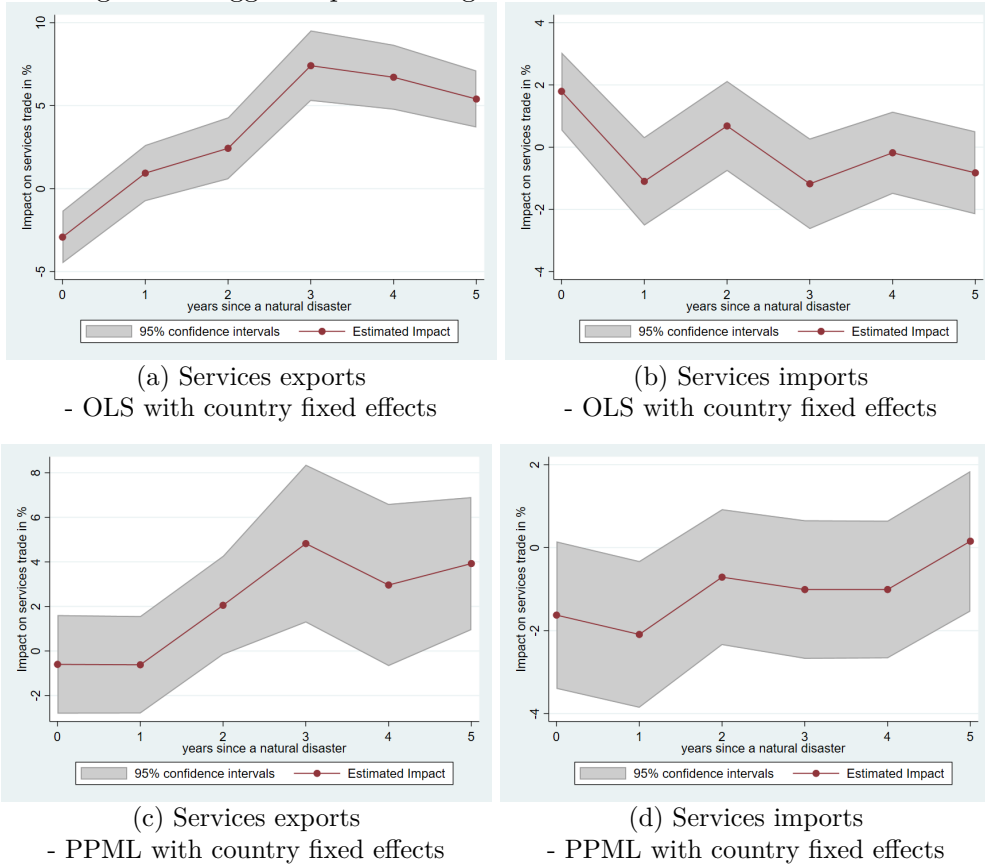 Impact on services trade in %
10
5
0
-5
0 1 2 3 4 5
years since a natural disaster
95% confidence intervals Estimated Impact
(a) Services exports
- OLS with country fixed effects
Impact on services trade in %
4
2
0
-2
-4
0 1 2 3 4 5
years since a natural disaster
95% confidence intervals Estimated Impact
(b) Services imports
- OLS with country fixed effects
Impact on services trade in %
8
6
4
2
0
-2
0 1 2 3 4 5
years since a natural disaster
95% confidence intervals Estimated Impact
(c) Services exports
- PPML with country fixed effects
Impact on services trade in %
2
0
-2
-4
0 1 2 3 4 5
years since a natural disaster
95% confidence intervals Estimated Impact
(d) Services imports
- PPML with country fixed effects